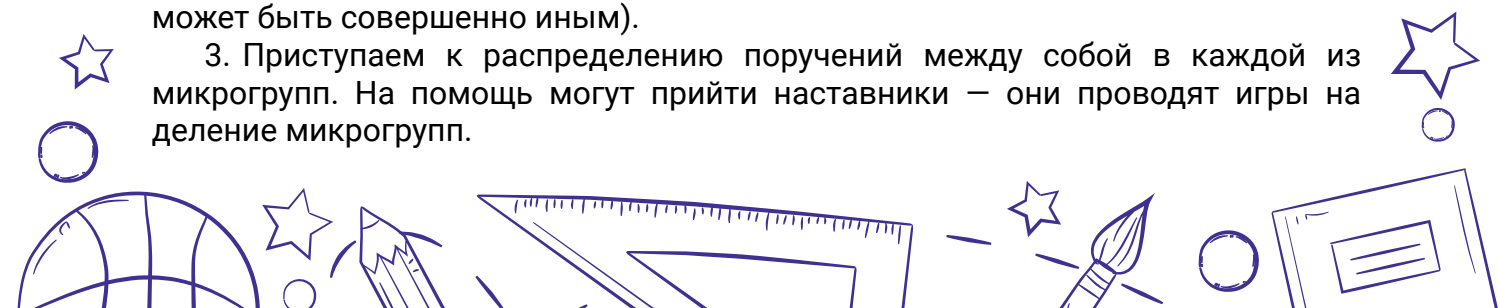 может быть совершенно иным).
3. Приступаем к распределению поручений между собой в каждой из
микрогрупп. На помощь могут прийти наставники — они проводят игры на
деление микрогрупп.